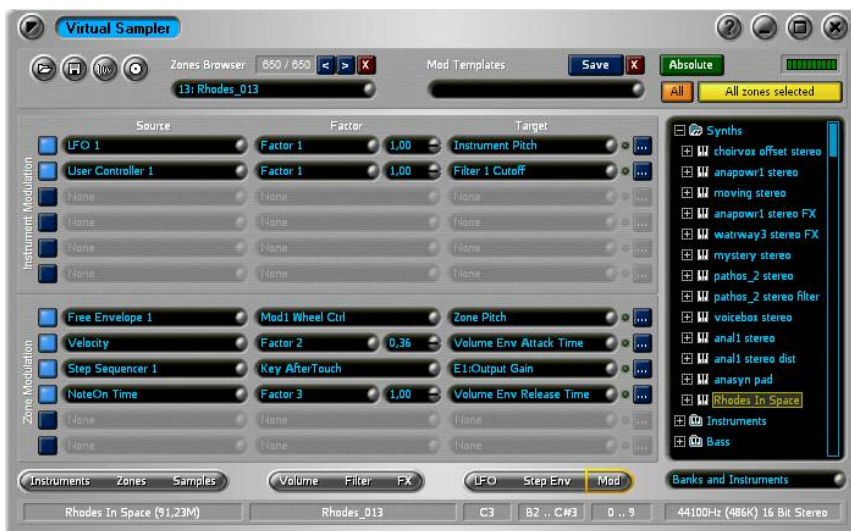 Virtual Sampler
?
Zones Browser 650 / 650 < > X Mod Templates Save X Absolute
13: Rhodes_013 All All zones selected
Source Factor Target
Instrument Modulation
LFO 1 Factor 1 1,00 Instrument Pitch ...
User Controller 1 Factor 1 1,00 Filter 1 Cutoff ...
None None None ...
None None None ...
None None None ...
None None None ...
Zone Modulation
Free Envelope 1 Mod1 Wheel Ctrl Zone Pitch ...
Velocity Factor 2 0,36 Volume Env Attack Time ...
Step Sequencer 1 Key AfterTouch E1:Output Gain ...
NoteOn Time Factor 3 1,00 Volume Env Release Time ...
None None None ...
None None None ...
Synths
choirvox offset stereo
anapowr1 stereo
moving stereo
anapowr1 stereo FX
watrway3 stereo FX
mystery stereo
pathos_2 stereo
pathos_2 stereo filter
voicebox stereo
anal1 stereo
anal1 stereo dist
anasyn pad
Rhodes In Space
Instruments
Bass
Instruments Zones Samples Volume Filter FX LFO Step Env Mod Banks and Instruments
Rhodes In Space (91,23M) Rhodes_013 C3 B2 .. C#3 0 .. 9 44100Hz (486K) 16 Bit Stereo